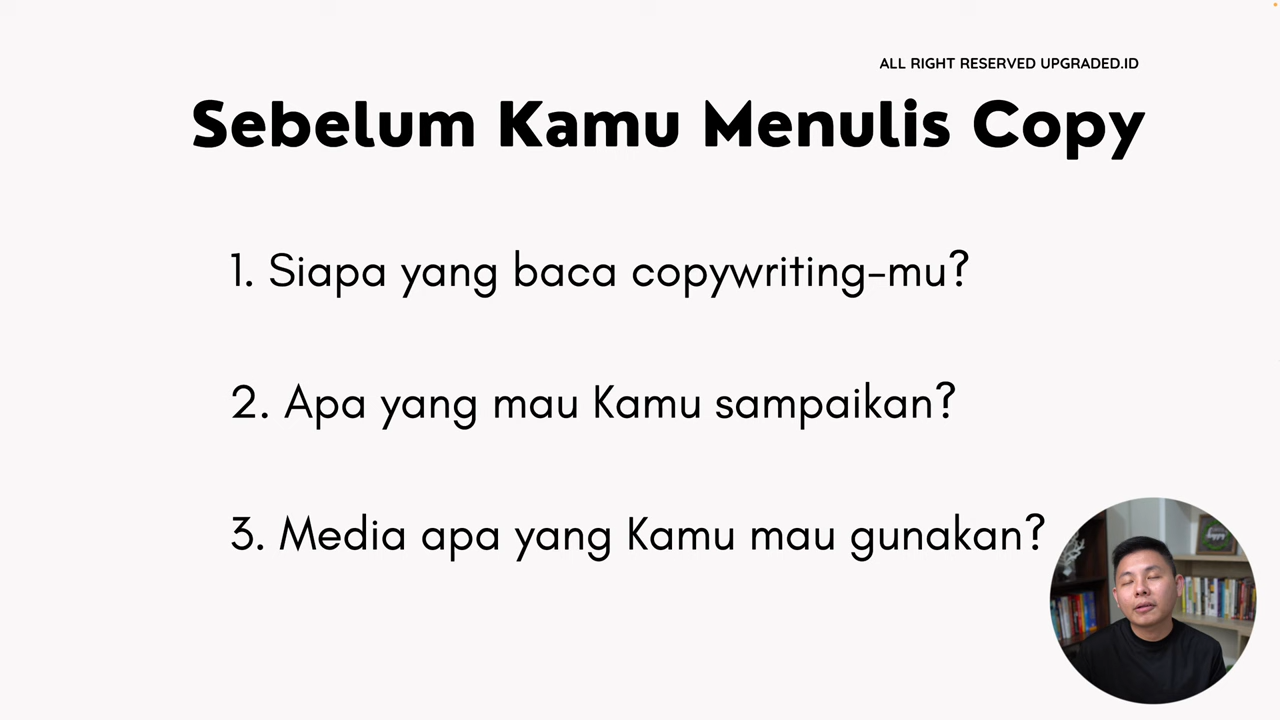 ALL RIGHT RESERVED UPGRADED.ID
Sebelum Kamu Menulis Copy
1. Siapa yang baca copywriting-mu?
2. Apa yang mau Kamu sampaikan?
3. Media apa yang Kamu mau gunakan?